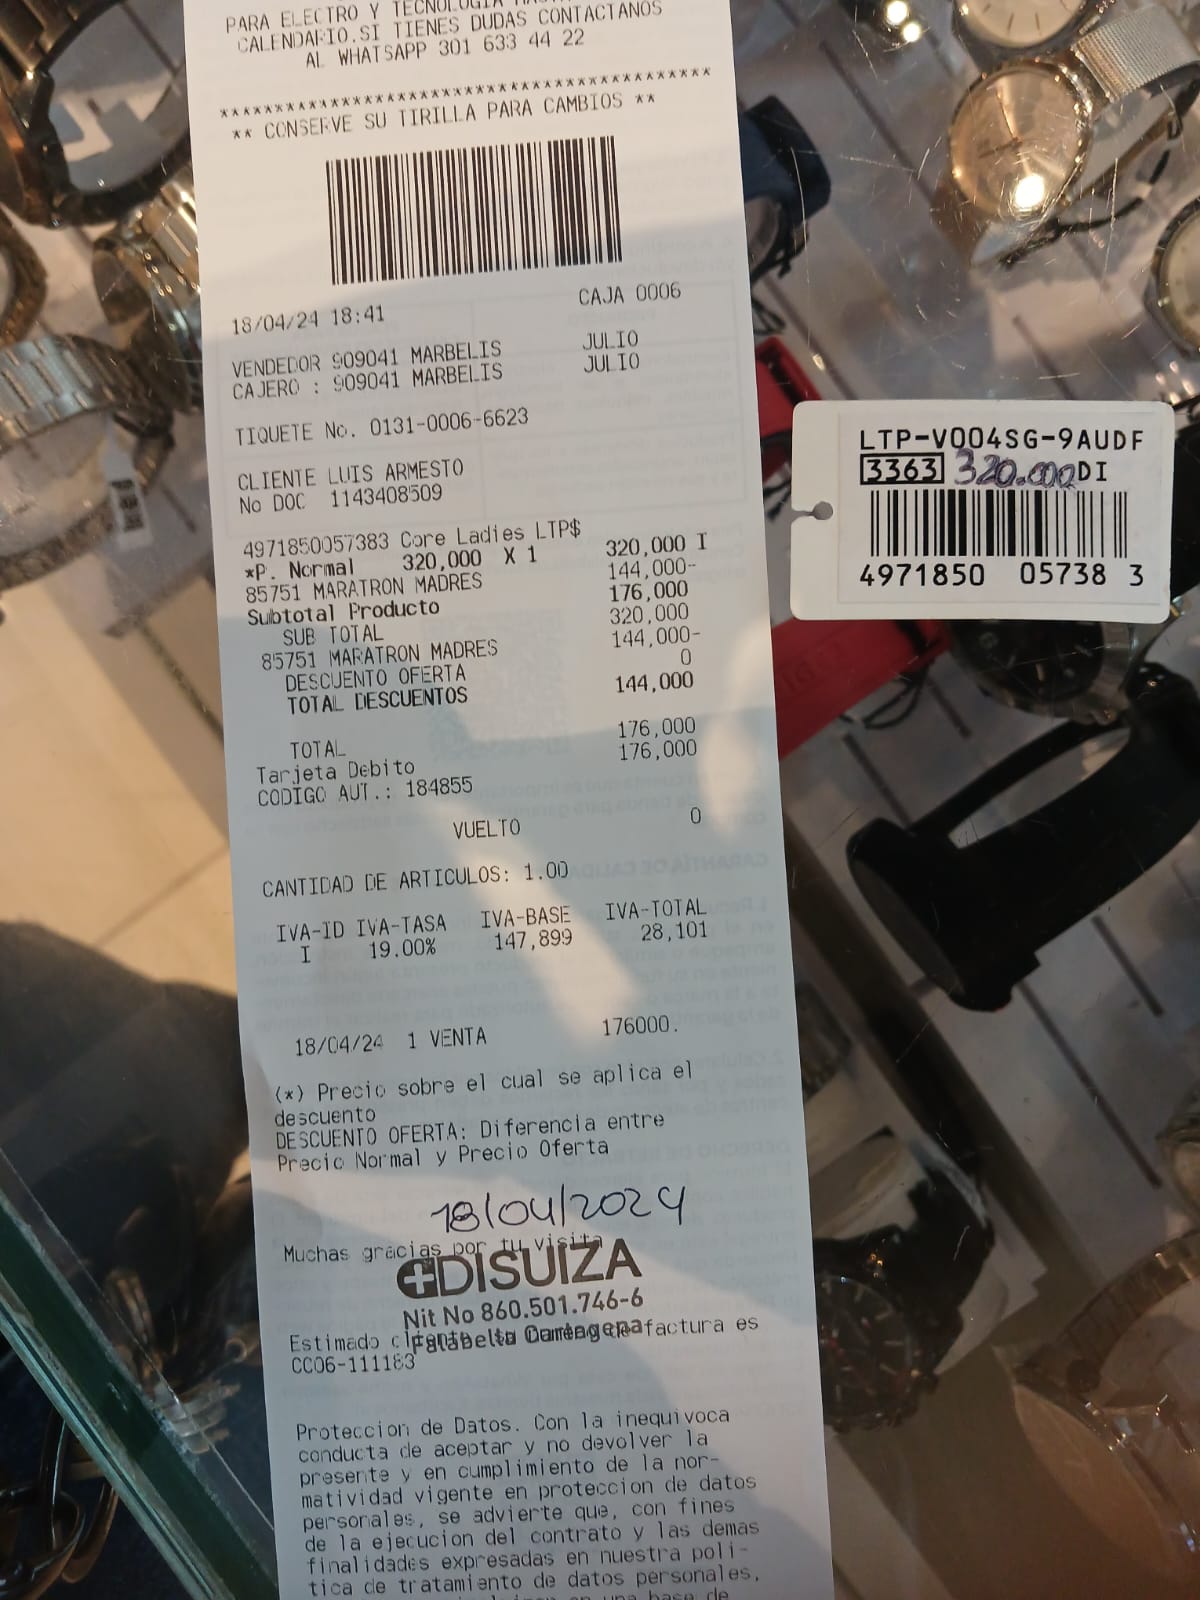 PARA ELECTRO Y TECNOLOGIA
CALENDARIO.SI TIENES DUDAS CONTACTANOS
AL WHATSAPP 301 633 44 22
****************************************
** CONSERVE SU TIRILLA PARA CAMBIOS **
18/04/24 18:41 CAJA 0006
VENDEDOR 909041 MARBELIS JULIO
CAJERO : 909041 MARBELIS JULIO
TIQUETE No. 0131-0006-6623
CLIENTE LUIS ARMESTO
No DOC 1143408509
4971850057383 Core Ladies LTP$
*P. Normal 320,000 X 1 320,000 I
85751 MARATRON MADRES 144,000-
Subtotal Producto 176,000
SUB TOTAL 320,000
85751 MARATRON MADRES 144,000-
DESCUENTO OFERTA 0
TOTAL DESCUENTOS 144,000
TOTAL 176,000
Tarjeta Debito 176,000
CODIGO AUT.: 184855
VUELTO 0
CANTIDAD DE ARTICULOS: 1.00
IVA-ID IVA-TASA IVA-BASE IVA-TOTAL
I 19.00% 147,899 28,101
18/04/24 1 VENTA 176000.
(*) Precio sobre el cual se aplica el
descuento
DESCUENTO OFERTA: Diferencia entre
Precio Normal y Precio Oferta
18/04/2024
Muchas gracias por tu visita
DISUIZA
Nit No 860.501.746-6
Falabella Cartagena
Estimado cliente, su numero de factura es
CC06-111183
Proteccion de Datos. Con la inequivoca
conducta de aceptar y no devolver la
presente y en cumplimiento de la nor-
matividad vigente en proteccion de datos
personales, se advierte que, con fines
de la ejecucion del contrato y las demas
finalidades expresadas en nuestra poli-
tica de tratamiento de datos personales,
en una base de
LTP-V004SG-9AUDF
3363 320.000 DI
4971850 05738 3